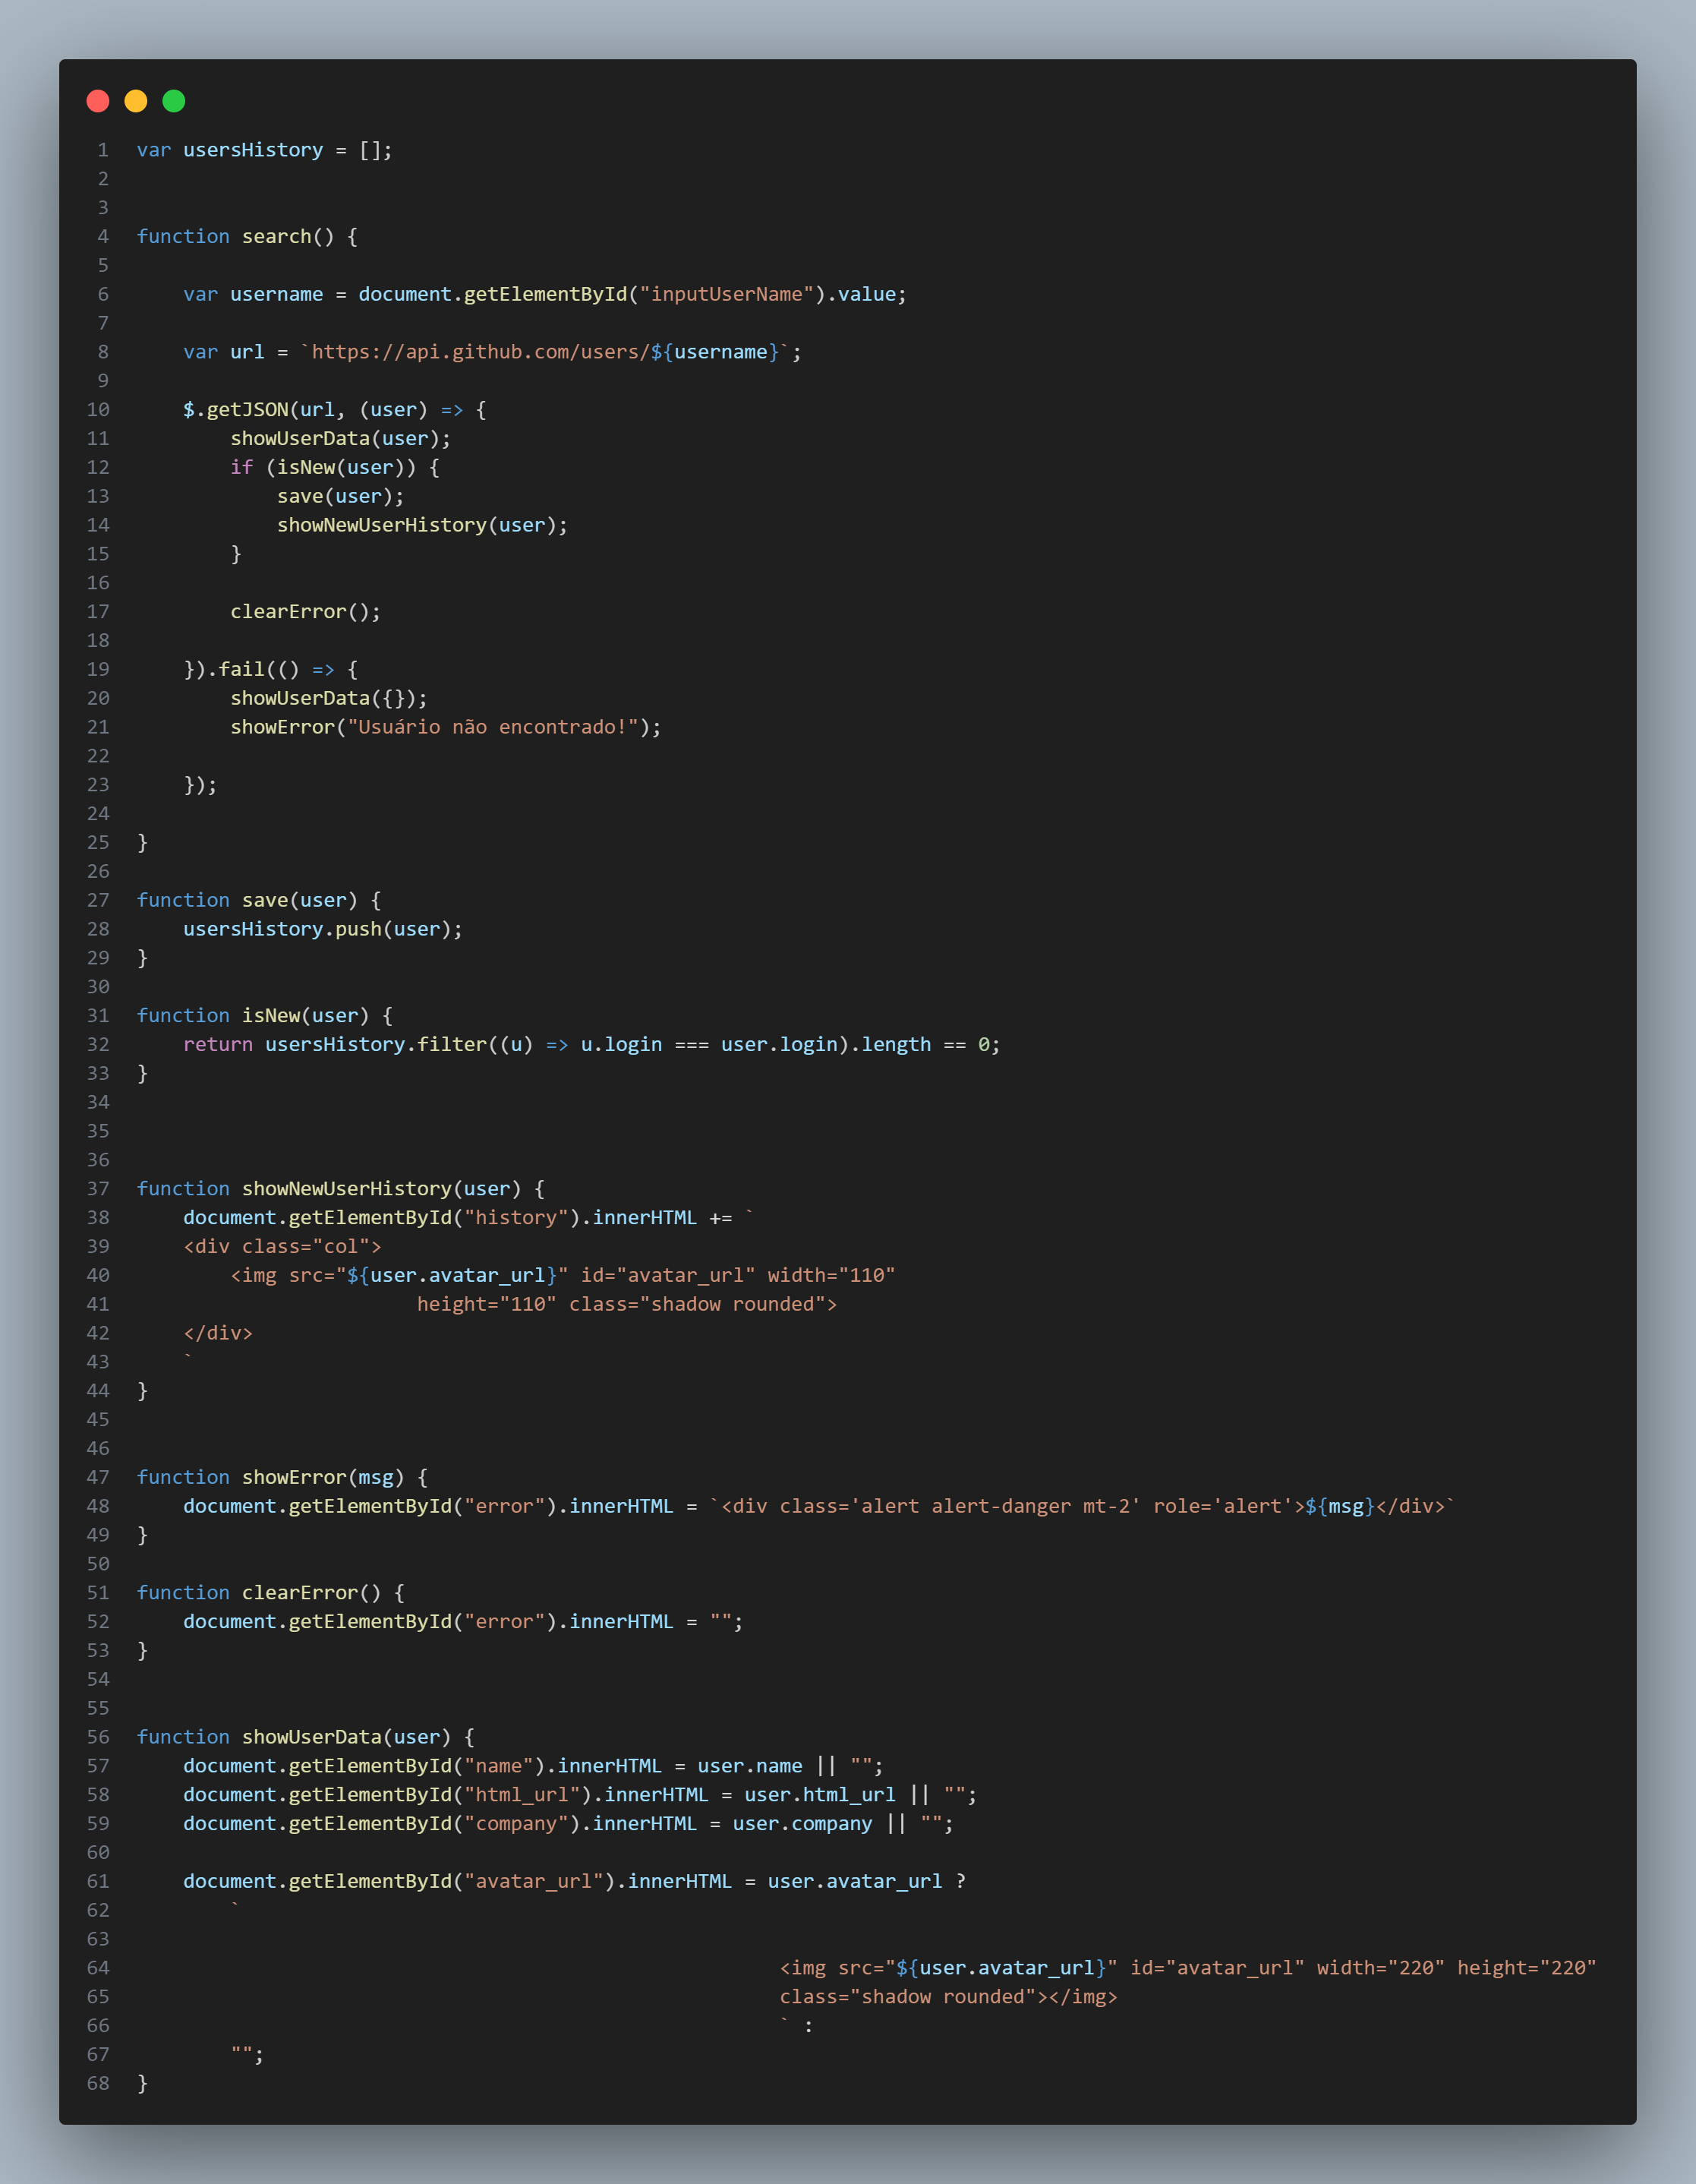 1 var usersHistory = [];
2
3
4 function search() {
5
6     var username = document.getElementById("inputUserName").value;
7
8     var url = `https://api.github.com/users/${username}`;
9
10     $.getJSON(url, (user) => {
11         showUserData(user);
12         if (isNew(user)) {
13             save(user);
14             showNewUserHistory(user);
15         }
16
17         clearError();
18
19     }).fail(() => {
20         showUserData({});
21         showError("Usuário não encontrado!");
22
23     });
24
25 }
26
27 function save(user) {
28     usersHistory.push(user);
29 }
30
31 function isNew(user) {
32     return usersHistory.filter((u) => u.login === user.login).length == 0;
33 }
34
35
36
37 function showNewUserHistory(user) {
38     document.getElementById("history").innerHTML += `
39     <div class="col">
40         <img src="${user.avatar_url}" id="avatar_url" width="110"
41                         height="110" class="shadow rounded">
42     </div>
43     `
44 }
45
46
47 function showError(msg) {
48     document.getElementById("error").innerHTML = `<div class='alert alert-danger mt-2' role='alert'>${msg}</div>`
49 }
50
51 function clearError() {
52     document.getElementById("error").innerHTML = "";
53 }
54
55
56 function showUserData(user) {
57     document.getElementById("name").innerHTML = user.name || "";
58     document.getElementById("html_url").innerHTML = user.html_url || "";
59     document.getElementById("company").innerHTML = user.company || "";
60
61     document.getElementById("avatar_url").innerHTML = user.avatar_url ?
62         `
63
64                                                        <img src="${user.avatar_url}" id="avatar_url" width="220" height="220"
65                                                        class="shadow rounded"></img>
66                                                        ` :
67         "";
68 }